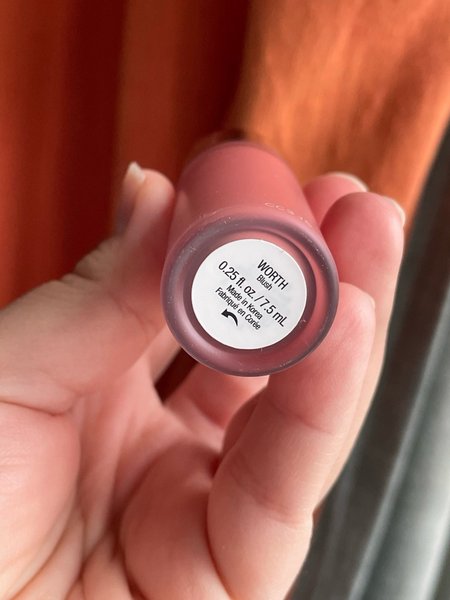 WORTH
Blush
0.25 fl. oz. / 7.5 mL
Made in Korea
Fabriqué en Corée